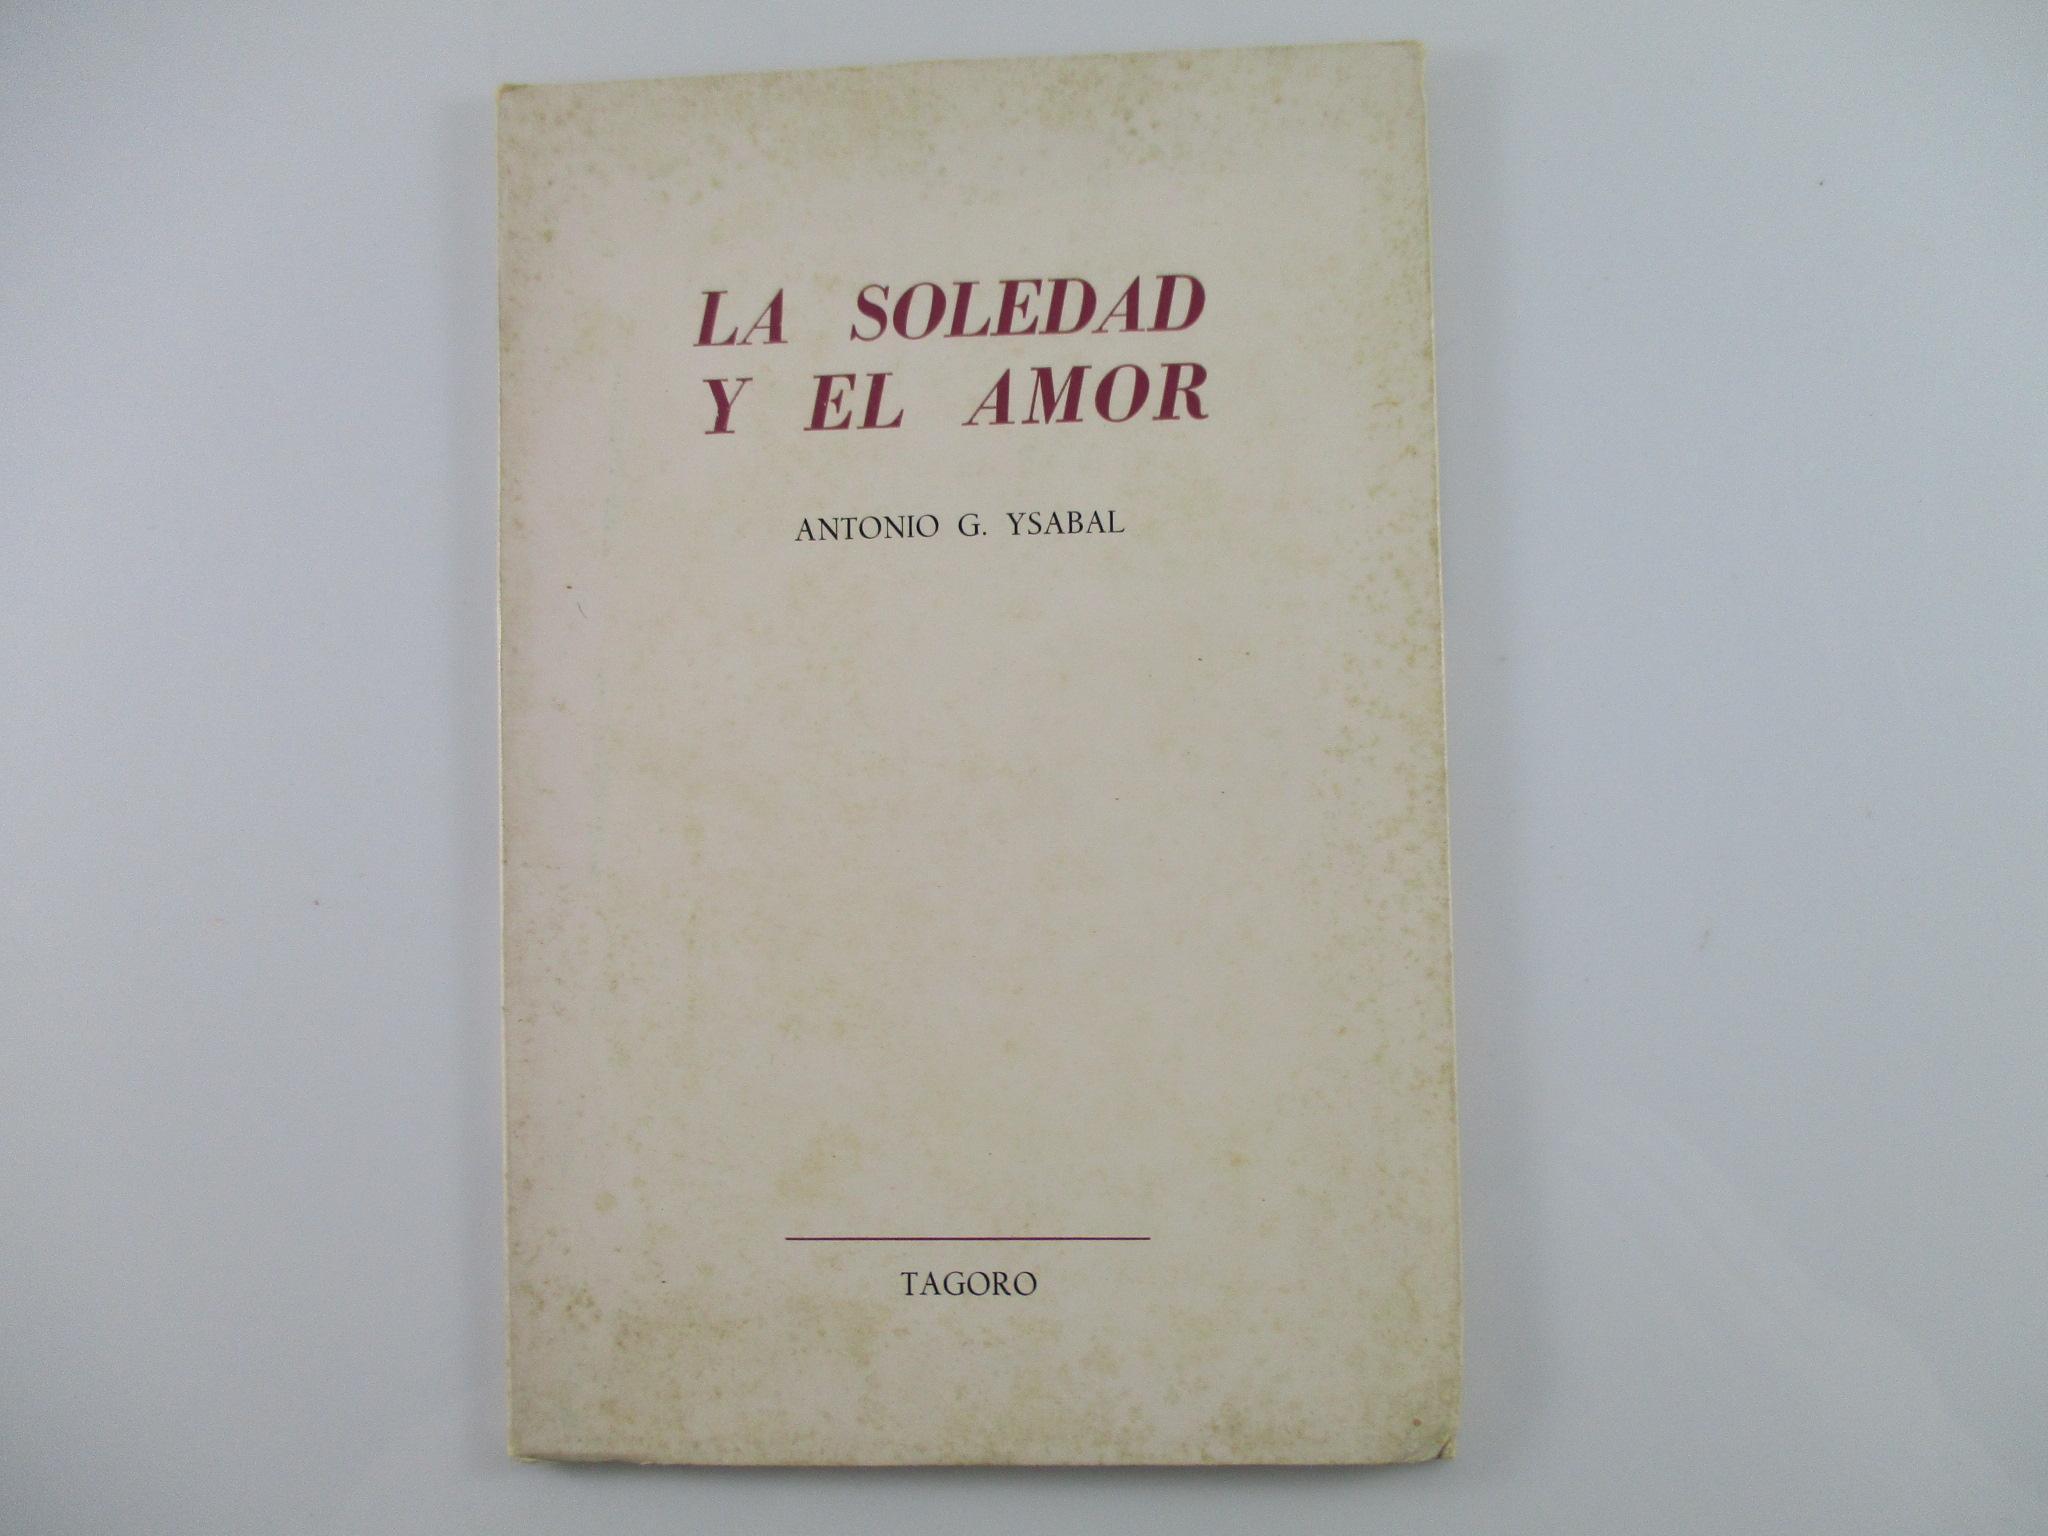 LA SOLEDAD
Y EL AMOR
ANTONIO G. YSABAL
TAGORO